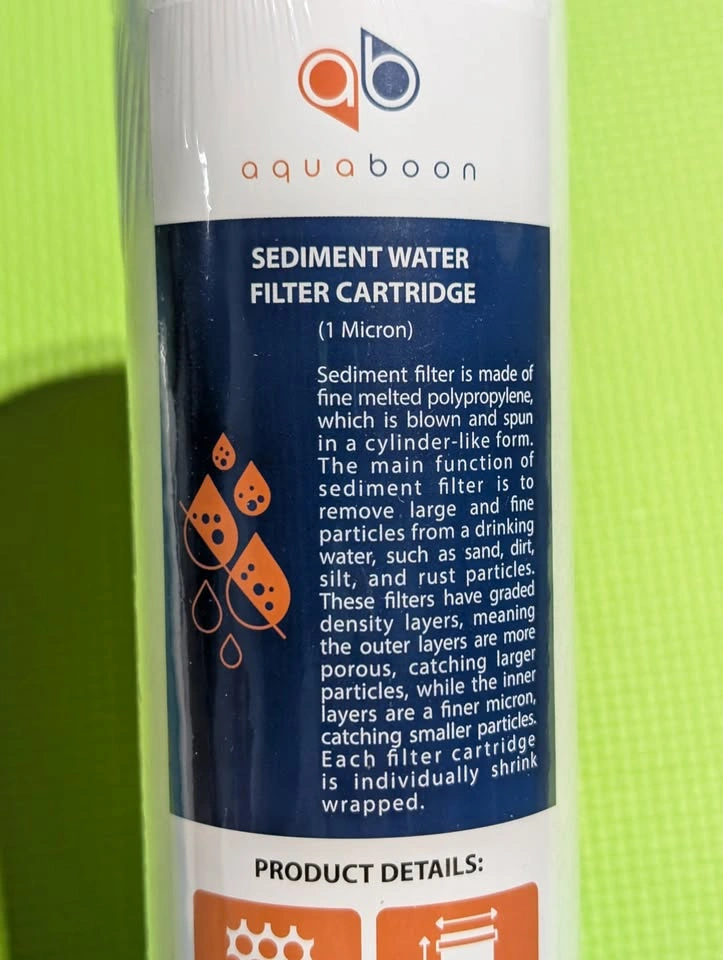 ab
aquaboon
SEDIMENT WATER
FILTER CARTRIDGE
(1 Micron)
Sediment filter is made of
fine melted polypropylene,
which is blown and spun
in a cylinder-like form.
The main function of
sediment filter is to
remove large and fine
particles from a drinking
water, such as sand, dirt,
silt, and rust particles.
These filters have graded
density layers, meaning
the outer layers are more
porous, catching larger
particles, while the inner
layers are a finer micron,
catching smaller particles.
Each filter cartridge
is individually shrink
wrapped.
PRODUCT DETAILS: